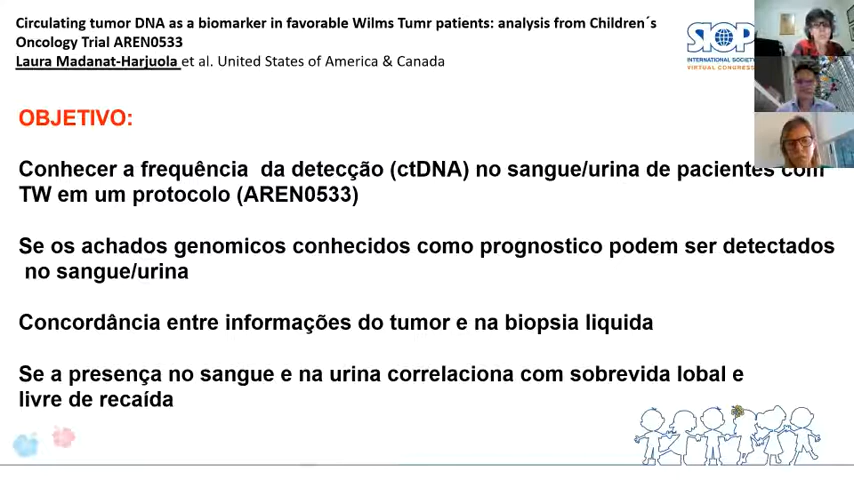 Circulating tumor DNA as a biomarker in favorable Wilms Tumr patients: analysis from Children´s
Oncology Trial AREN0533
Laura Madanat-Harjuola et al. United States of America & Canada
SIOP
INTERNATIONAL SOCIETY
VIRTUAL CONGRESS
OBJETIVO:
Conhecer a frequência da detecção (ctDNA) no sangue/urina de pacientes com
TW em um protocolo (AREN0533)
Se os achados genomicos conhecidos como prognostico podem ser detectados
no sangue/urina
Concordância entre informações do tumor e na biopsia liquida
Se a presença no sangue e na urina correlaciona com sobrevida lobal e
livre de recaída